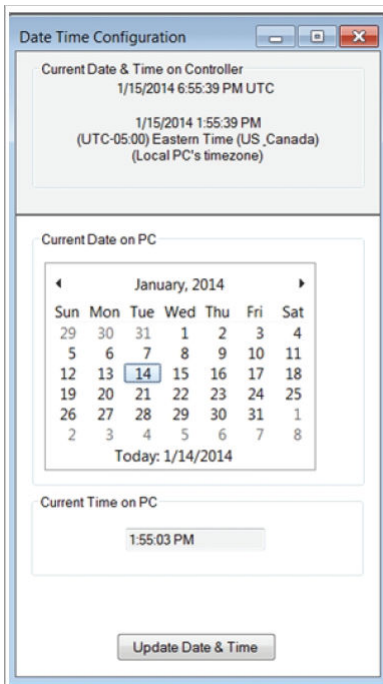 Date Time Configuration
Current Date & Time on Controller
1/15/2014 6:55:39 PM UTC
1/15/2014 1:55:39 PM
(UTC-05:00) Eastern Time (US_Canada)
(Local PC's timezone)
Current Date on PC
January, 2014
Sun Mon Tue Wed Thu Fri Sat
29 30 31 1 2 3 4
5 6 7 8 9 10 11
12 13 14 15 16 17 18
19 20 21 22 23 24 25
26 27 28 29 30 31 1
2 3 4 5 6 7 8
Today: 1/14/2014
Current Time on PC
1:55:03 PM
Update Date & Time